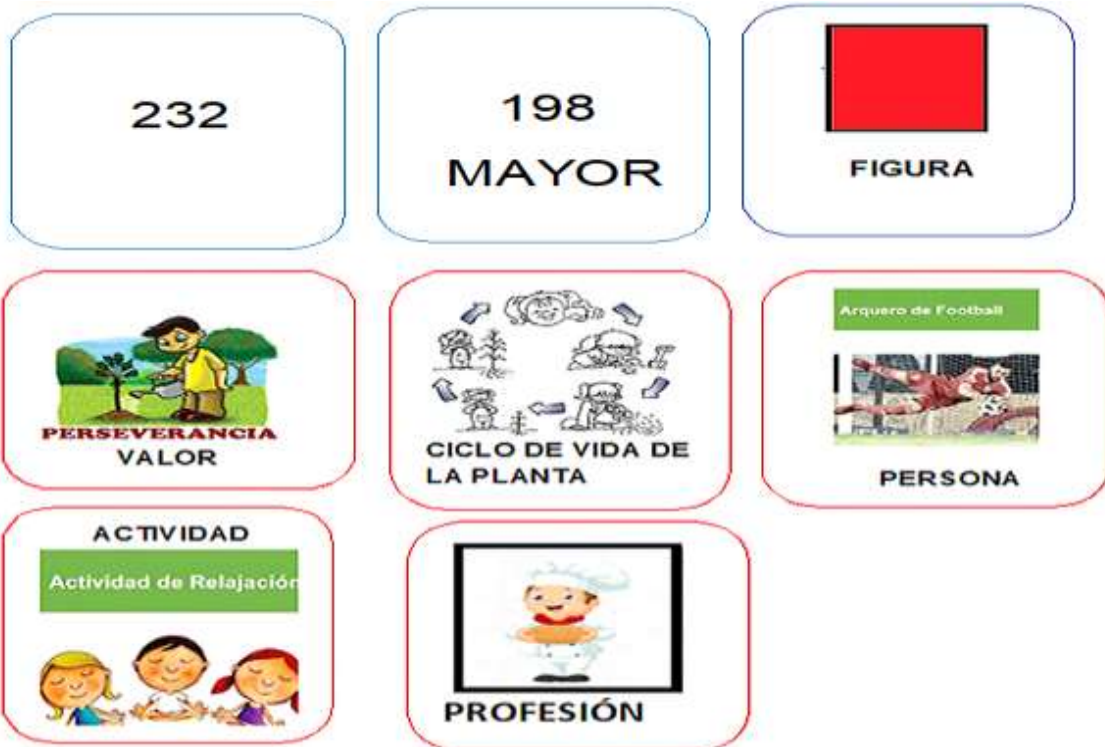 232
198
MAYOR
FIGURA
PERSEVERANCIA
VALOR
CICLO DE VIDA DE
LA PLANTA
Arquero de Football
PERSONA
ACTIVIDAD
Actividad de Relajación
PROFESIÓN